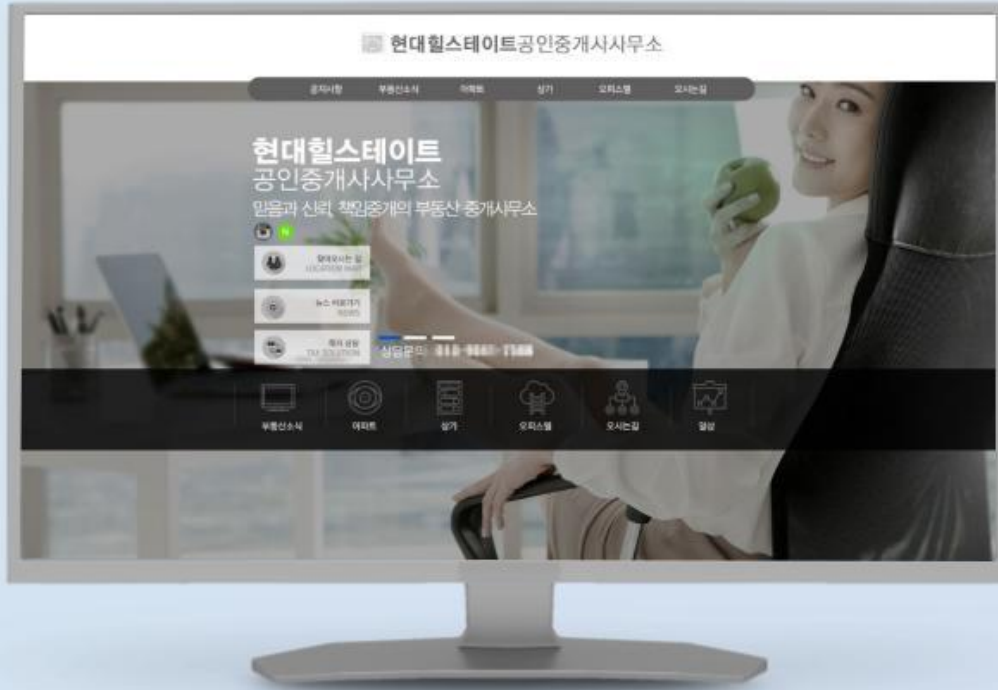 현대힐스테이트공인중개사사무소
공지사항 부동산소식 아파트 상가 오피스텔 오시는길
현대힐스테이트
공인중개사사무소
믿음과 신뢰, 책임중개의 부동산 중개사무소
N
찾아오시는 길
LOCATION MAP
뉴스 바로가기
NEWS
TAX SOLUTION
상담문의
부동산소식 아파트 상가 오피스텔 오시는길 일상